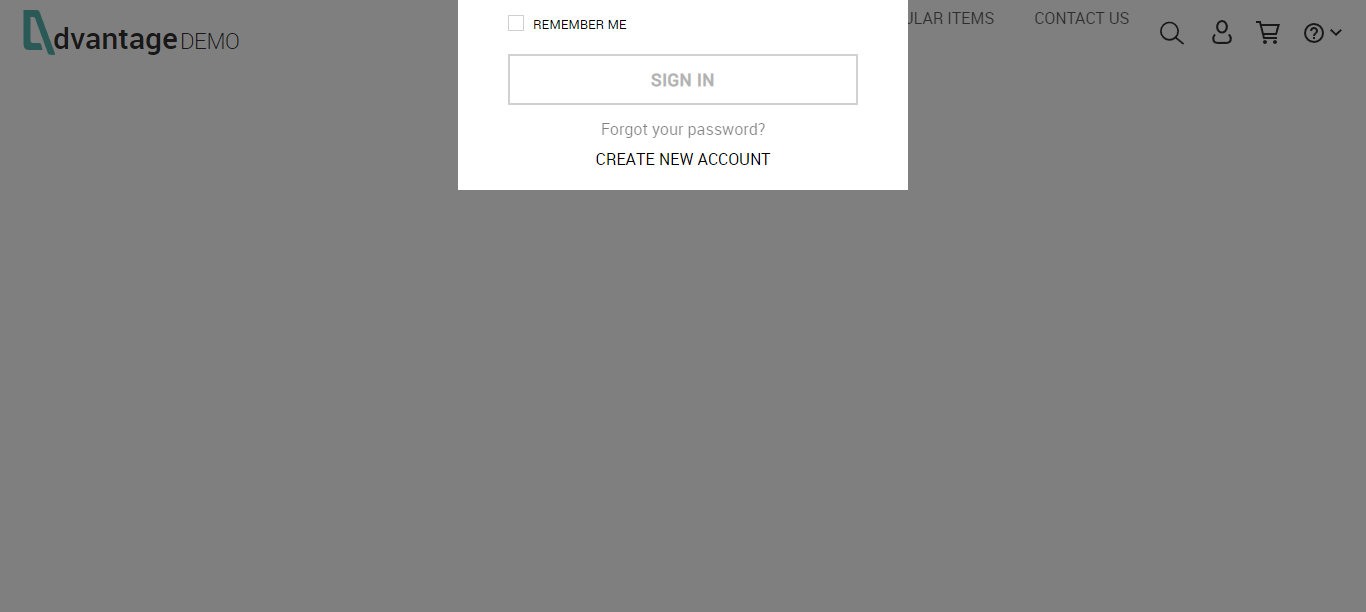 dvantage DEMO
ULAR ITEMS
CONTACT US
REMEMBER ME
SIGN IN
Forgot your password?
CREATE NEW ACCOUNT